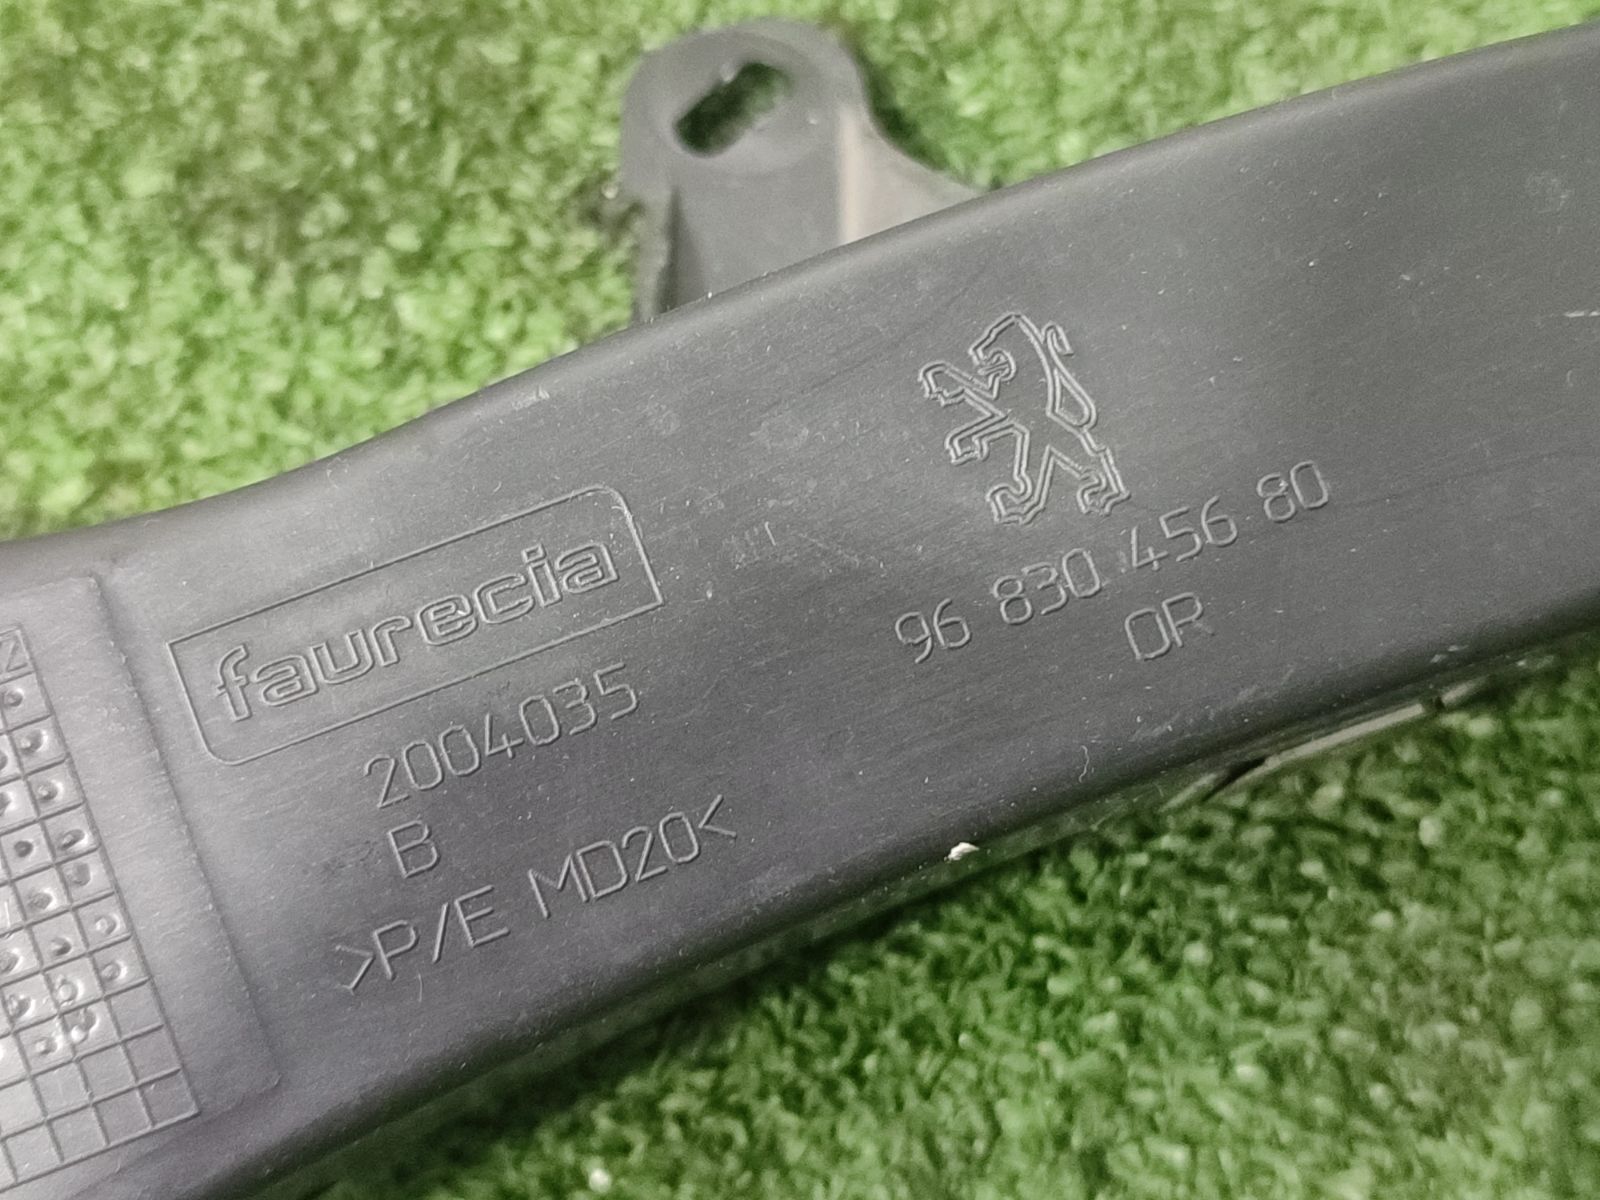 faurecia
2004035
B
>P/E MD20<
96 830 456 80
OR